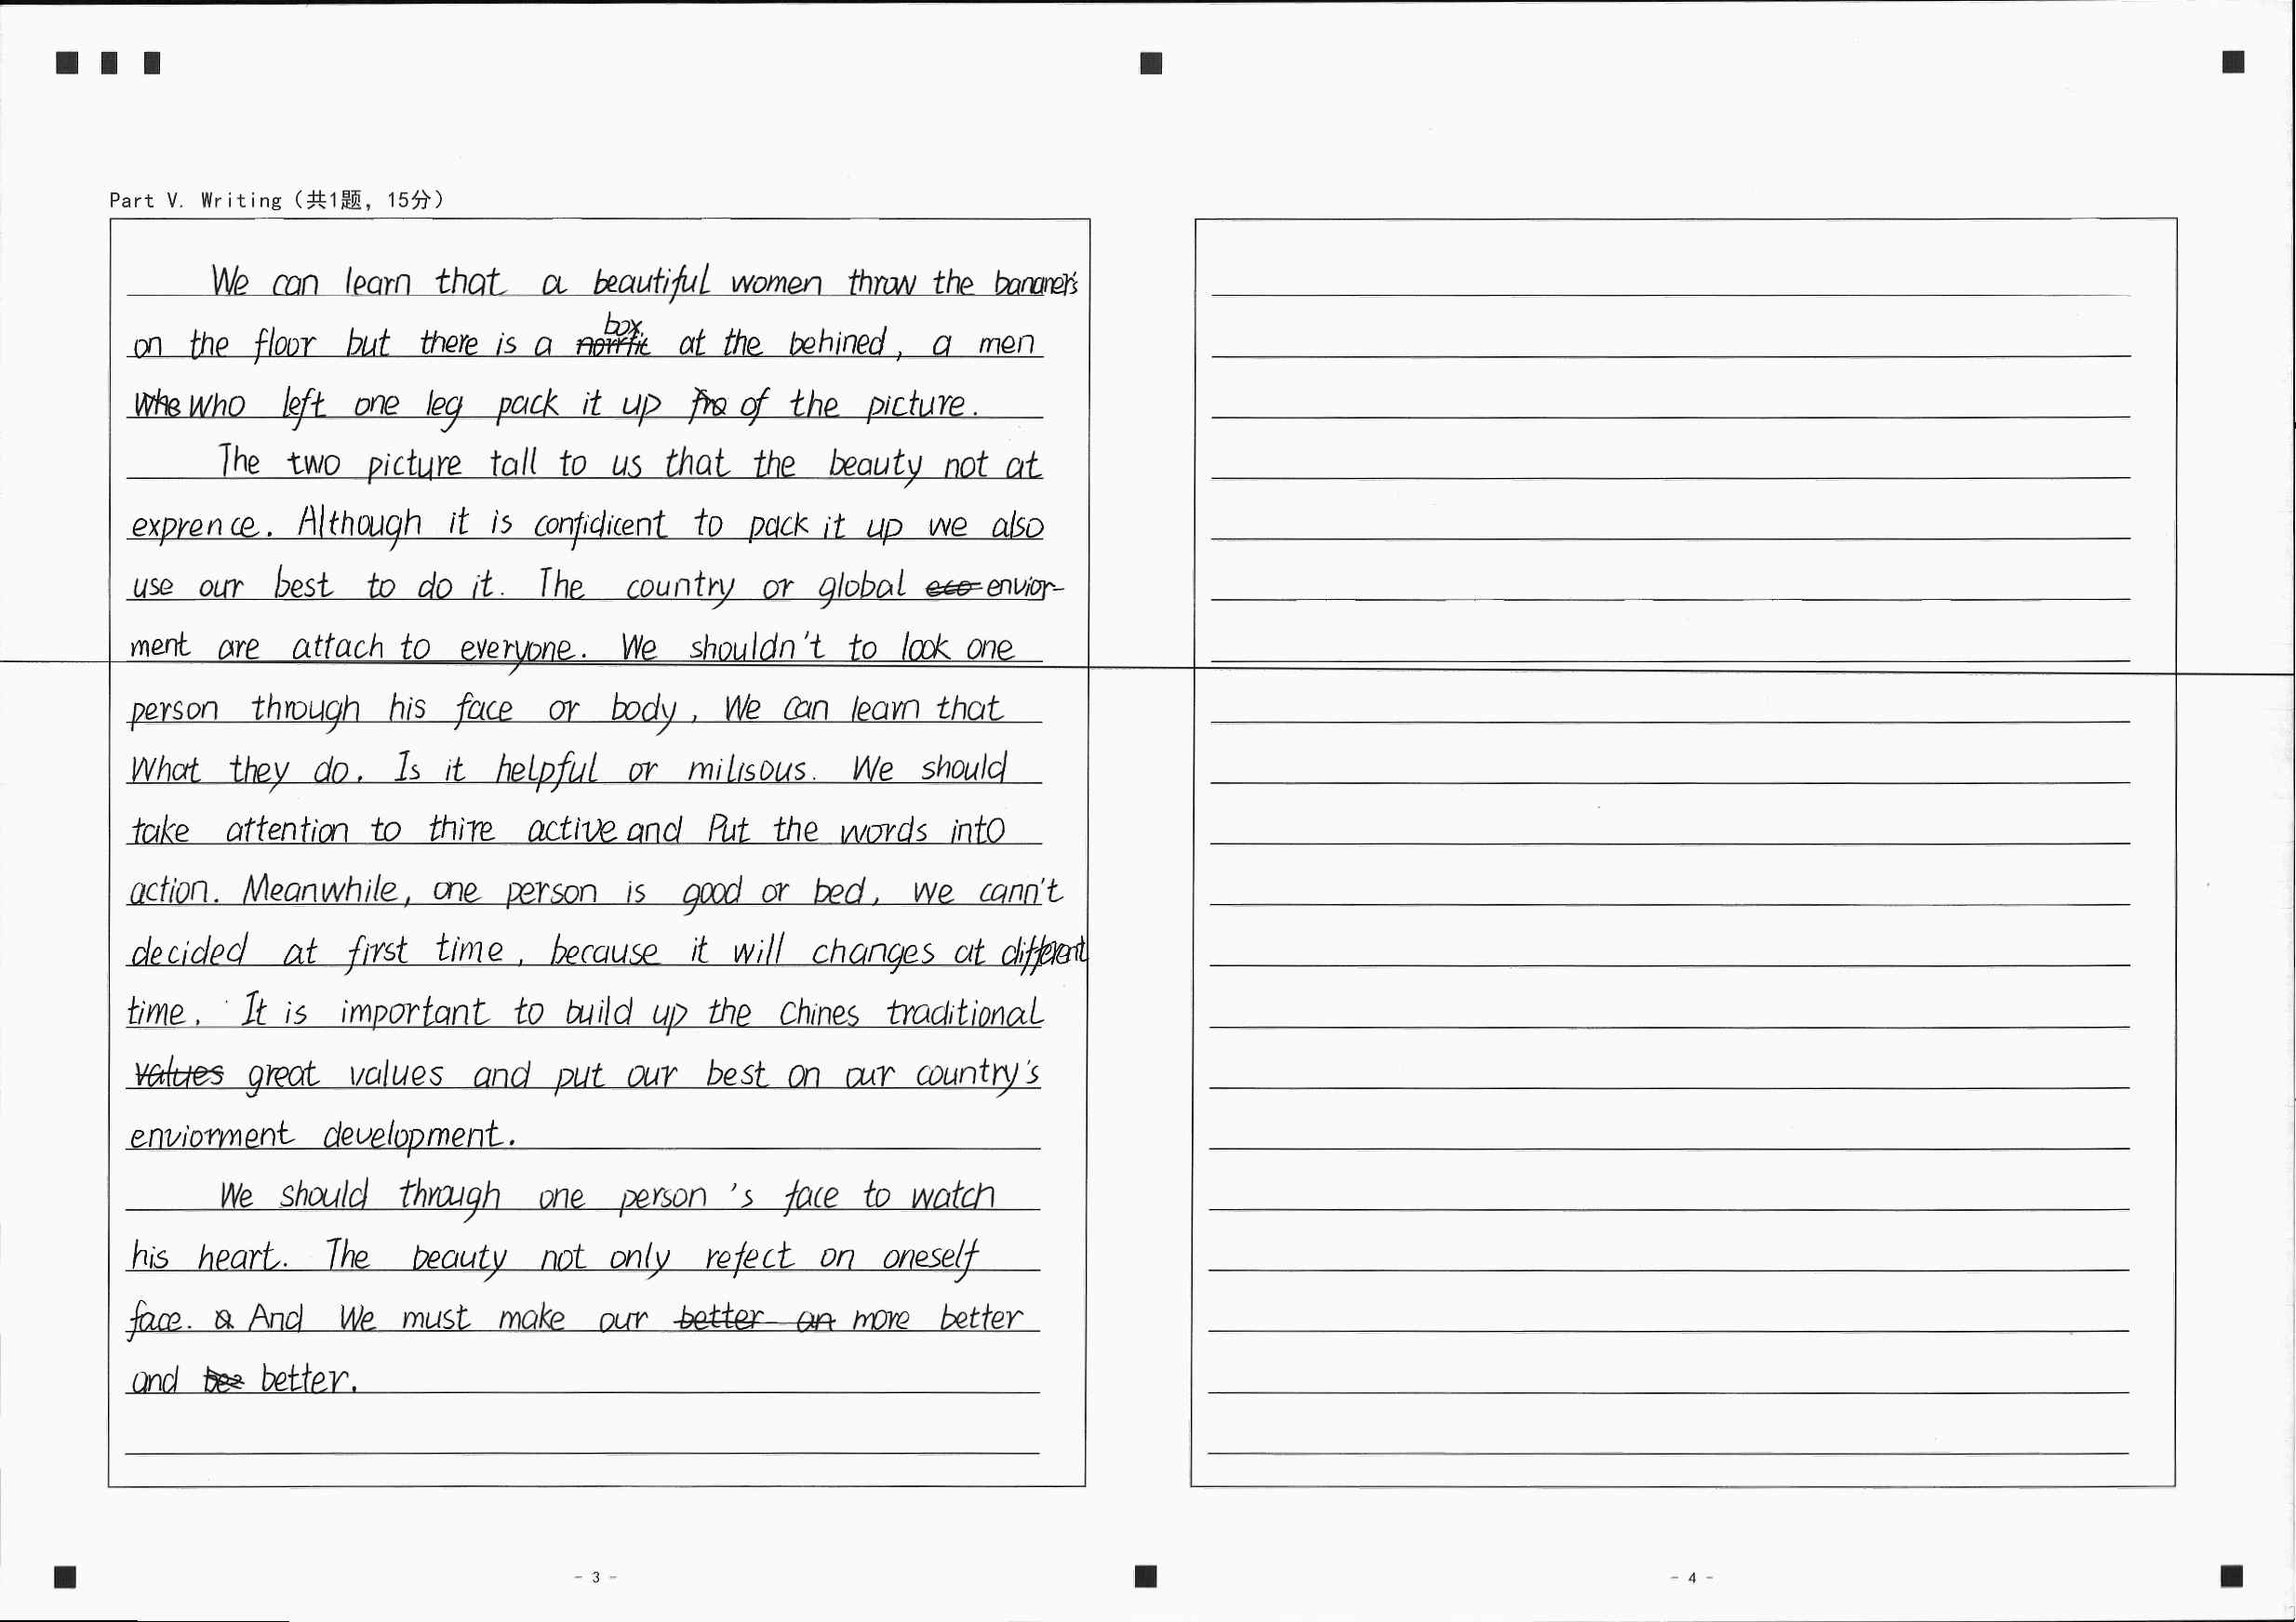 Part V. Writing（共1题，15分）
We can learn that a beautiful women thraw the bananer's
on the floor but there is a box at the behined, a men
who left one leg pack it up of the picture.
The two picture tall to us that the beauty not at
exprence. Although it is confidicent to pack it up we also
use our best to do it. The country or global envior-
ment are attach to everyone. We shouldn't to look one
person through his face or body, We can learn that
What they do. Is it helpful or milisous. We should
take attention to thire active and Put the words into
action. Meanwhile, one person is good or bed, we cann't
decided at first time, because it will changes at different
time. It is important to build up the Chines traditional
great values and put our best on our country's
enviorment development.
We should through one person 's face to watch
his heart. The beauty not only refect on oneself
face. And We must make our more better
and better.
- 3 -
- 4 -